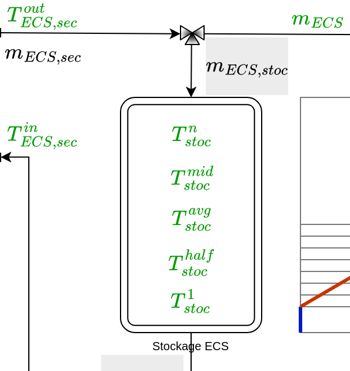 T_{ECS,sec}^{out}
m_{ECS}
m_{ECS,sec}
m_{ECS,stoc}
T_{ECS,sec}^{in}
T_{stoc}^{n}
T_{stoc}^{mid}
T_{stoc}^{avg}
T_{stoc}^{half}
T_{stoc}^{1}
Stockage ECS